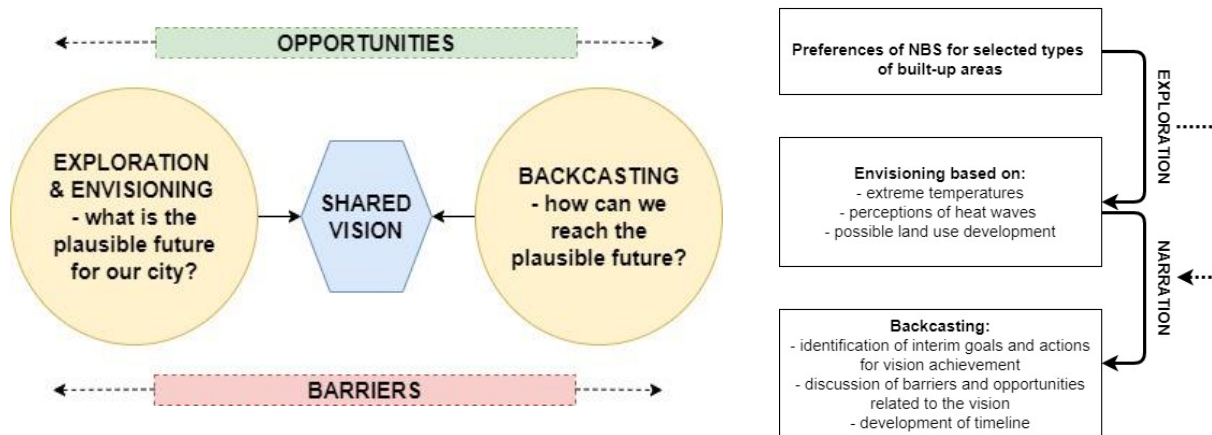 OPPORTUNITIES
EXPLORATION
& ENVISIONING
- what is the
plausible future
for our city?
SHARED
VISION
BACKCASTING
- how can we
reach the
plausible future?
BARRIERS
Preferences of NBS for selected types
of built-up areas
EXPLORATION
Envisioning based on:
- extreme temperatures
- perceptions of heat waves
- possible land use development
NARRATION
Backcasting:
- identification of interim goals and actions
for vision achievement
- discussion of barriers and opportunities
related to the vision
- development of timeline